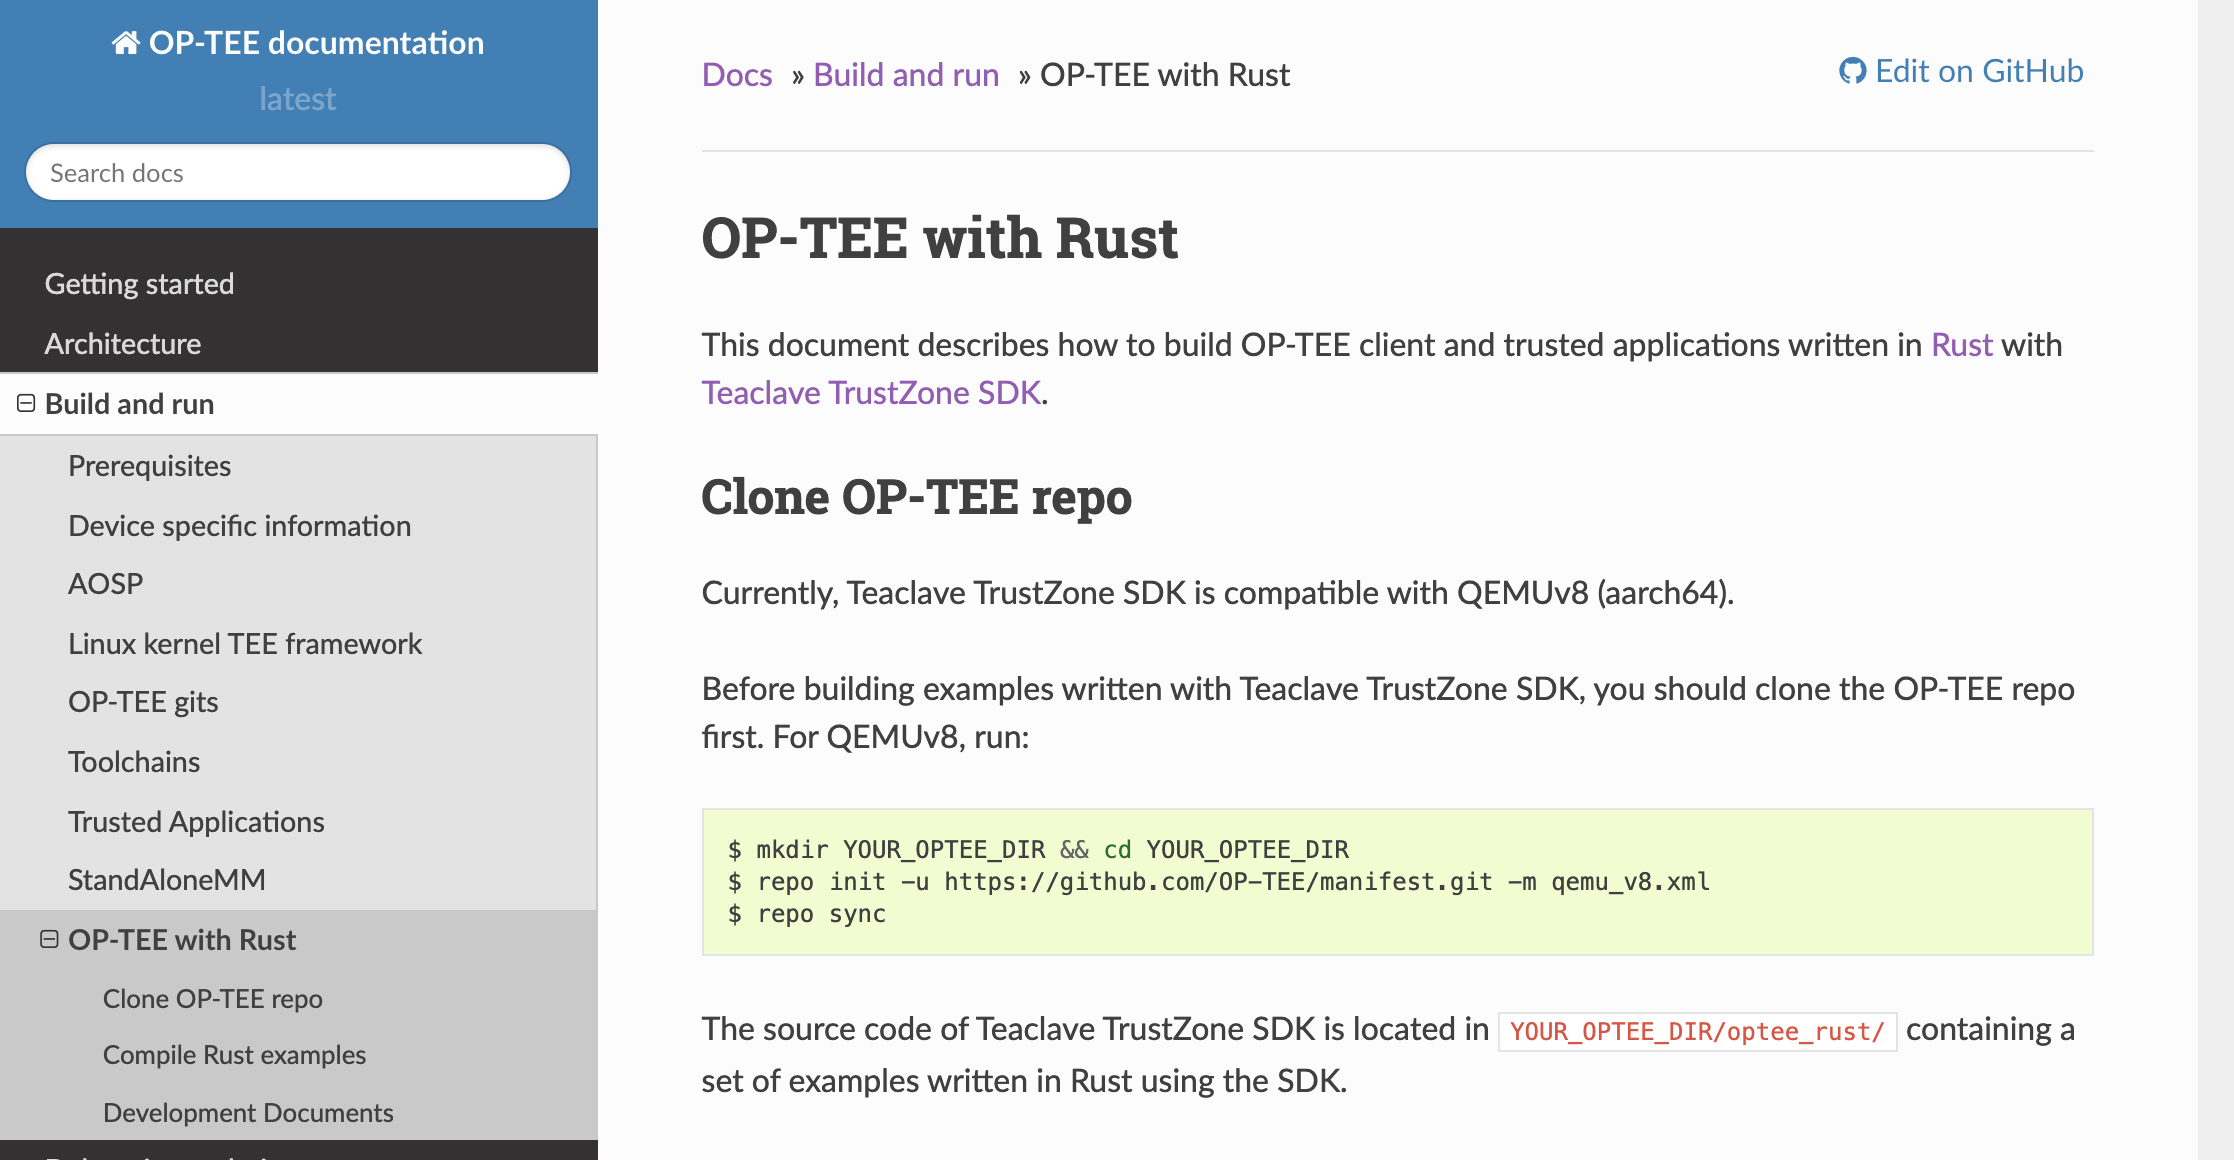 OP-TEE documentation
latest
Search docs
Getting started
Architecture
Build and run
Prerequisites
Device specific information
AOSP
Linux kernel TEE framework
OP-TEE gits
Toolchains
Trusted Applications
StandAloneMM
OP-TEE with Rust
Clone OP-TEE repo
Compile Rust examples
Development Documents
Docs » Build and run » OP-TEE with Rust
Edit on GitHub
OP-TEE with Rust
This document describes how to build OP-TEE client and trusted applications written in Rust with
Teaclave TrustZone SDK.
Clone OP-TEE repo
Currently, Teaclave TrustZone SDK is compatible with QEMUv8 (aarch64).
Before building examples written with Teaclave TrustZone SDK, you should clone the OP-TEE repo
first. For QEMUv8, run:
$ mkdir YOUR_OPTEE_DIR && cd YOUR_OPTEE_DIR
$ repo init -u https://github.com/OP-TEE/manifest.git -m qemu_v8.xml
$ repo sync
The source code of Teaclave TrustZone SDK is located in YOUR_OPTEE_DIR/optee_rust/ containing a
set of examples written in Rust using the SDK.